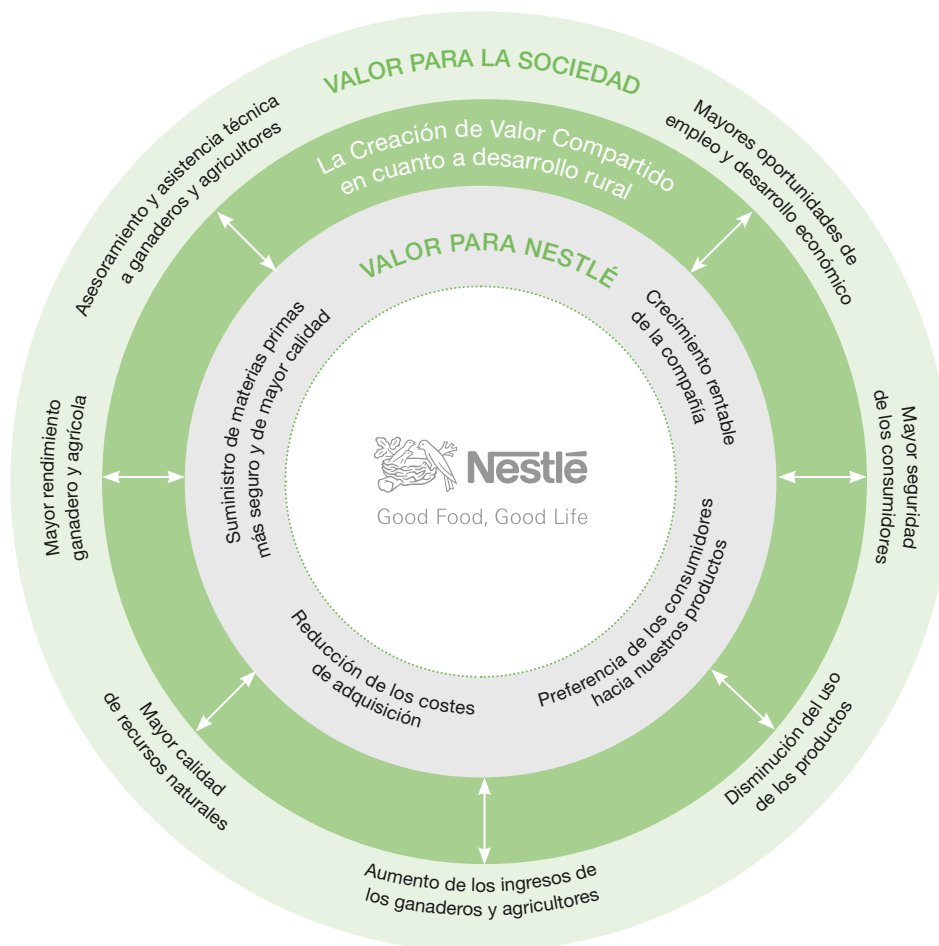 VALOR PARA LA SOCIEDAD
La Creación de Valor Compartido
en cuanto a desarrollo rural
VALOR PARA NESTLÉ
Asesoramiento y asistencia técnica
a ganaderos y agricultores
Mayores oportunidades de
empleo y desarrollo económico
Suministro de materias primas
más seguro y de mayor calidad
Crecimiento rentable
de la compañía
Mayor rendimiento
ganadero y agrícola
Nestlé
Good Food, Good Life
Mayor seguridad
de los consumidores
Reducción de los costes
de adquisición
Preferencia de los consumidores
hacia nuestros productos
Mayor calidad
de recursos naturales
Disminución del uso
de los productos
Aumento de los ingresos de
los ganaderos y agricultores